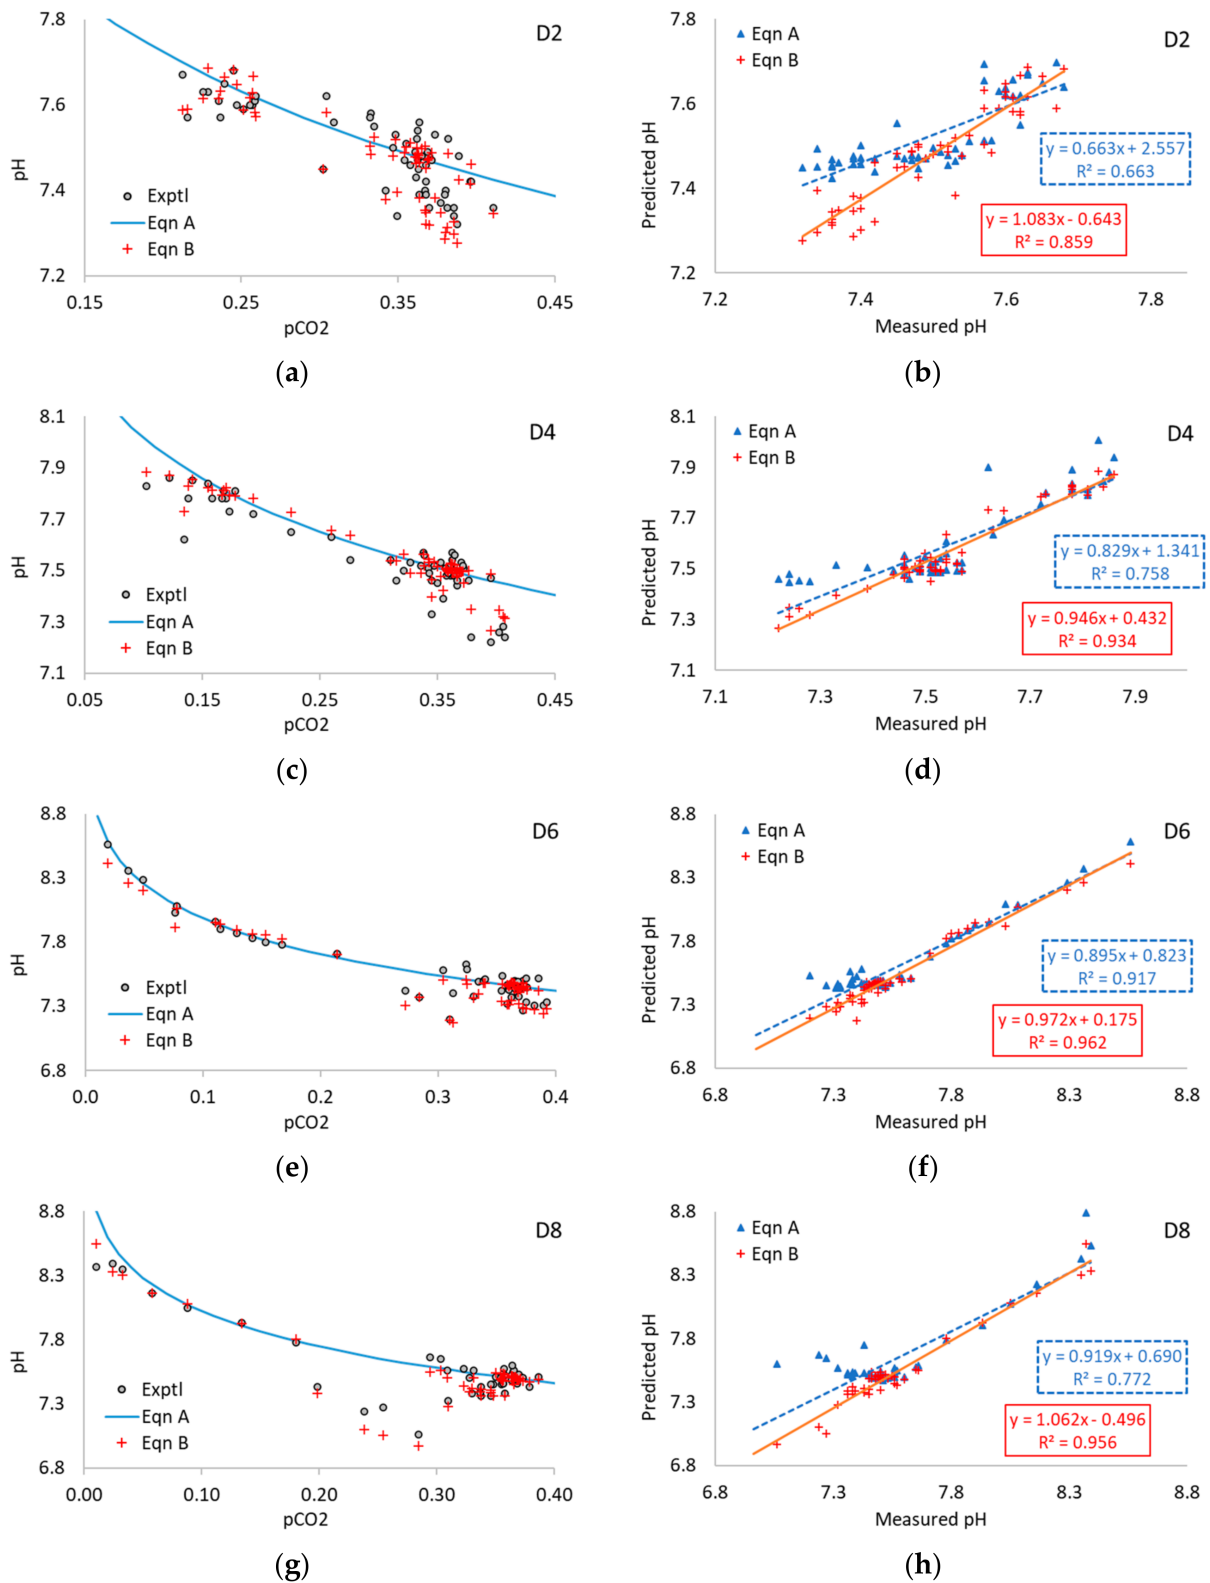 7.8
7.6
7.4
7.2
pH
D2
Exptl
Eqn A
Eqn B
0.15
0.25
0.35
0.45
pCO2
(a)
7.8
7.6
7.4
7.2
Predicted pH
Eqn A
Eqn B
D2
y = 0.663x + 2.557
R² = 0.663
y = 1.083x - 0.643
R² = 0.859
7.2
7.4
7.6
7.8
Measured pH
(b)
8.1
7.9
7.7
7.5
7.3
7.1
pH
D4
Exptl
Eqn A
Eqn B
0.05
0.15
0.25
0.35
0.45
pCO2
(c)
8.1
7.9
7.7
7.5
7.3
7.1
Predicted pH
Eqn A
Eqn B
D4
y = 0.829x + 1.341
R² = 0.758
y = 0.946x + 0.432
R² = 0.934
7.1
7.3
7.5
7.7
7.9
Measured pH
(d)
8.8
8.3
7.8
7.3
6.8
pH
D6
Exptl
Eqn A
Eqn B
0.0
0.1
0.2
0.3
0.4
pCO2
(e)
8.8
8.3
7.8
7.3
6.8
Predicted pH
Eqn A
Eqn B
D6
y = 0.895x + 0.823
R² = 0.917
y = 0.972x + 0.175
R² = 0.962
6.8
7.3
7.8
8.3
8.8
Measured pH
(f)
8.8
8.3
7.8
7.3
6.8
pH
D8
Exptl
Eqn A
Eqn B
0.00
0.10
0.20
0.30
0.40
pCO2
(g)
8.8
8.3
7.8
7.3
6.8
Predicted pH
Eqn A
Eqn B
D8
y = 0.919x + 0.690
R² = 0.772
y = 1.062x - 0.496
R² = 0.956
6.8
7.3
7.8
8.3
8.8
Measured pH
(h)